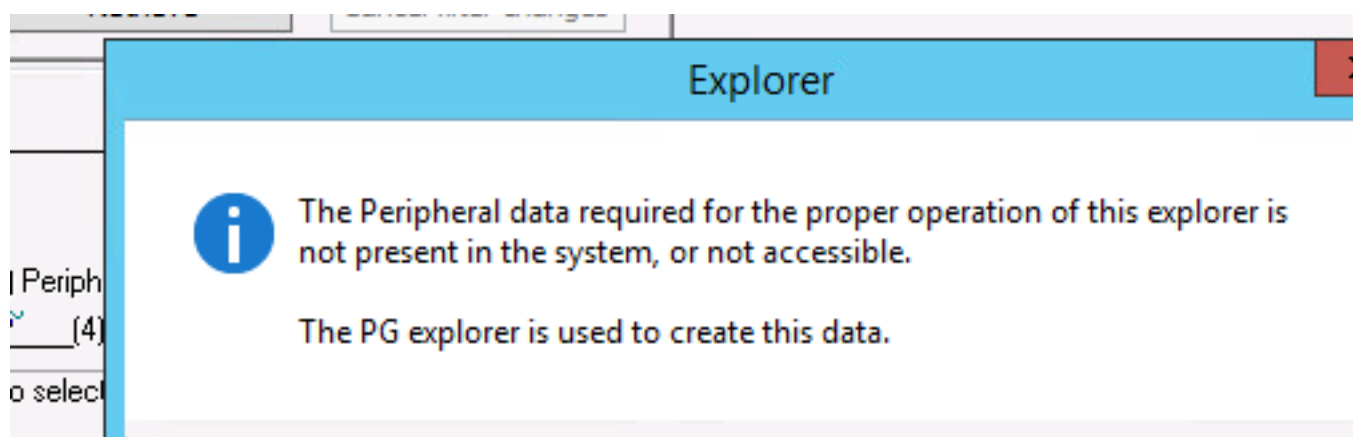 Explorer
The Peripheral data required for the proper operation of this explorer is
not present in the system, or not accessible.
Periph
(4)
The PG explorer is used to create this data.
o select